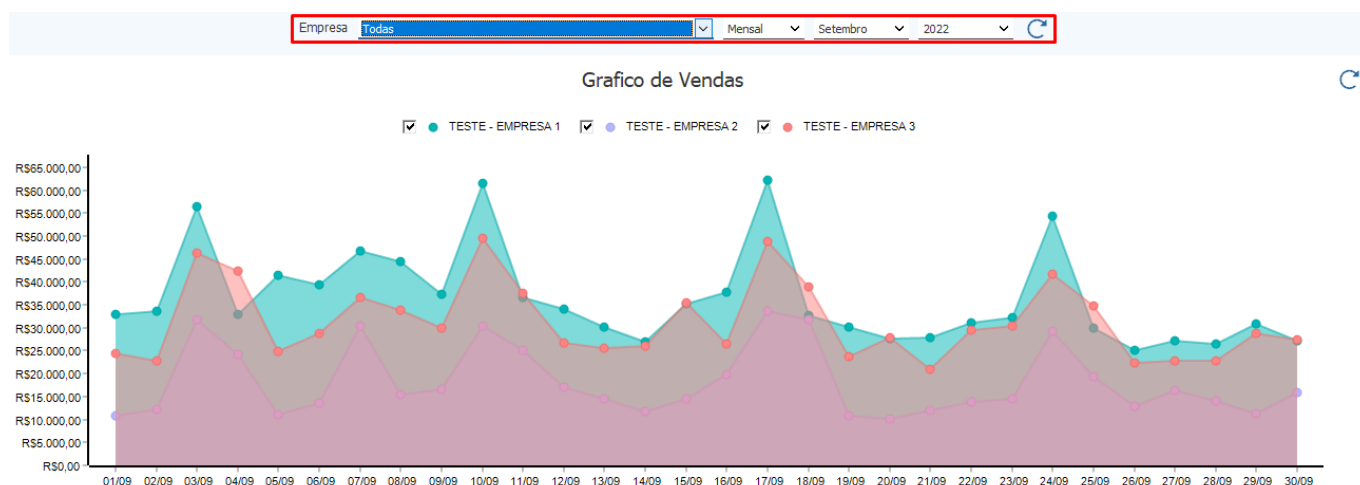 Empresa Todas Mensal Setembro 2022
Grafico de Vendas
TESTE - EMPRESA 1 TESTE - EMPRESA 2 TESTE - EMPRESA 3
R$65.000,00
R$60.000,00
R$55.000,00
R$50.000,00
R$45.000,00
R$40.000,00
R$35.000,00
R$30.000,00
R$25.000,00
R$20.000,00
R$15.000,00
R$10.000,00
R$5.000,00
R$0,00
01/09 02/09 03/09 04/09 05/09 06/09 07/09 08/09 09/09 10/09 11/09 12/09 13/09 14/09 15/09 16/09 17/09 18/09 19/09 20/09 21/09 22/09 23/09 24/09 25/09 26/09 27/09 28/09 29/09 30/09